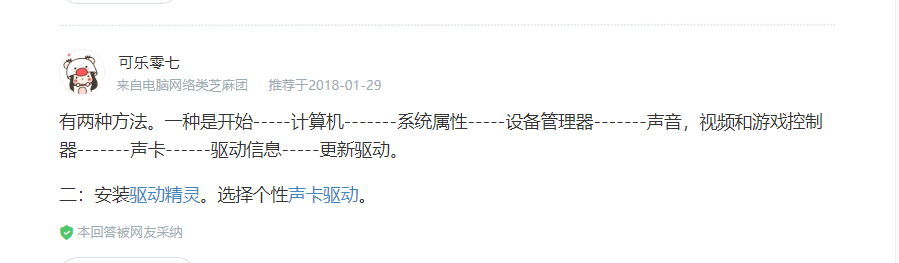 可乐零七
来自电脑网络类芝麻团 推荐于2018-01-29
有两种方法。一种是开始-----计算机-------系统属性-----设备管理器-------声音，视频和游戏控制
器-------声卡------驱动信息-----更新驱动。
二：安装驱动精灵。选择个性声卡驱动。
本回答被网友采纳